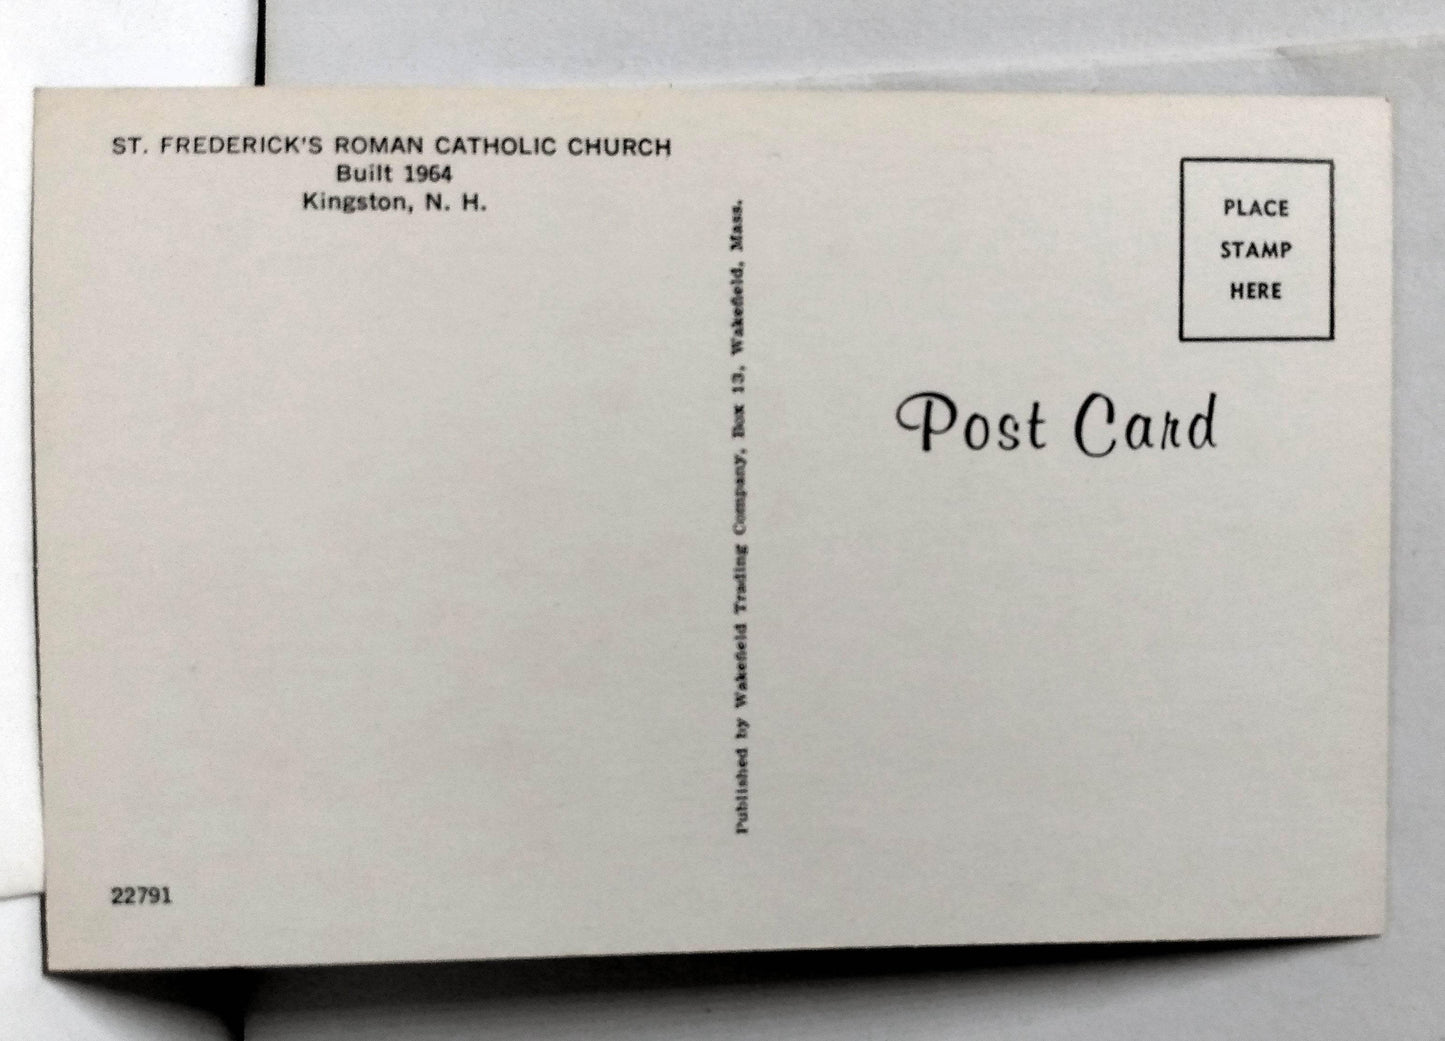 ST. FREDERICK'S ROMAN CATHOLIC CHURCH
Built 1964
Kingston, N. H.
22791
Published by Wakefield Trading Company, Box 13, Wakefield, Mass.
PLACE
STAMP
HERE
Post Card